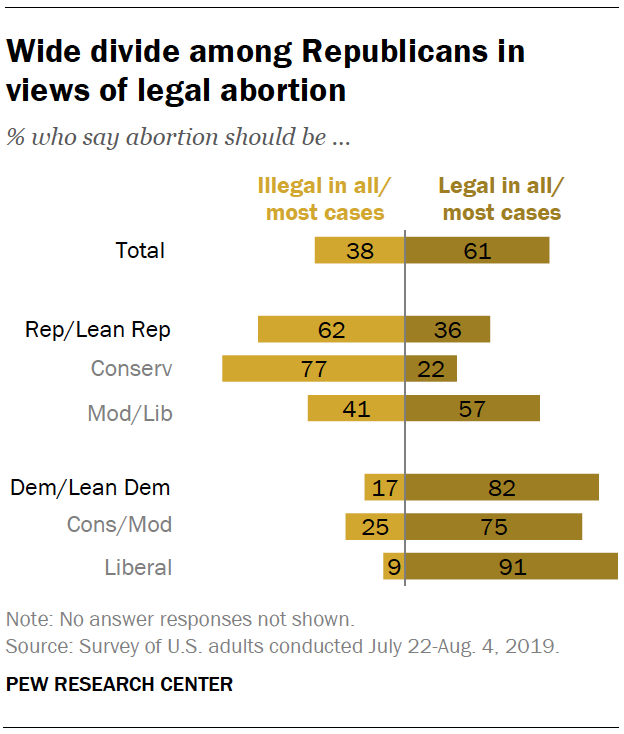 Wide divide among Republicans in
views of legal abortion
% who say abortion should be ...
Illegal in all/ Legal in all/
most cases most cases
Total 38 61
Rep/Lean Rep 62 36
Conserv 77 22
Mod/Lib 41 57
Dem/Lean Dem 17 82
Cons/Mod 25 75
Liberal 9 91
Note: No answer responses not shown.
Source: Survey of U.S. adults conducted July 22-Aug. 4, 2019.
PEW RESEARCH CENTER